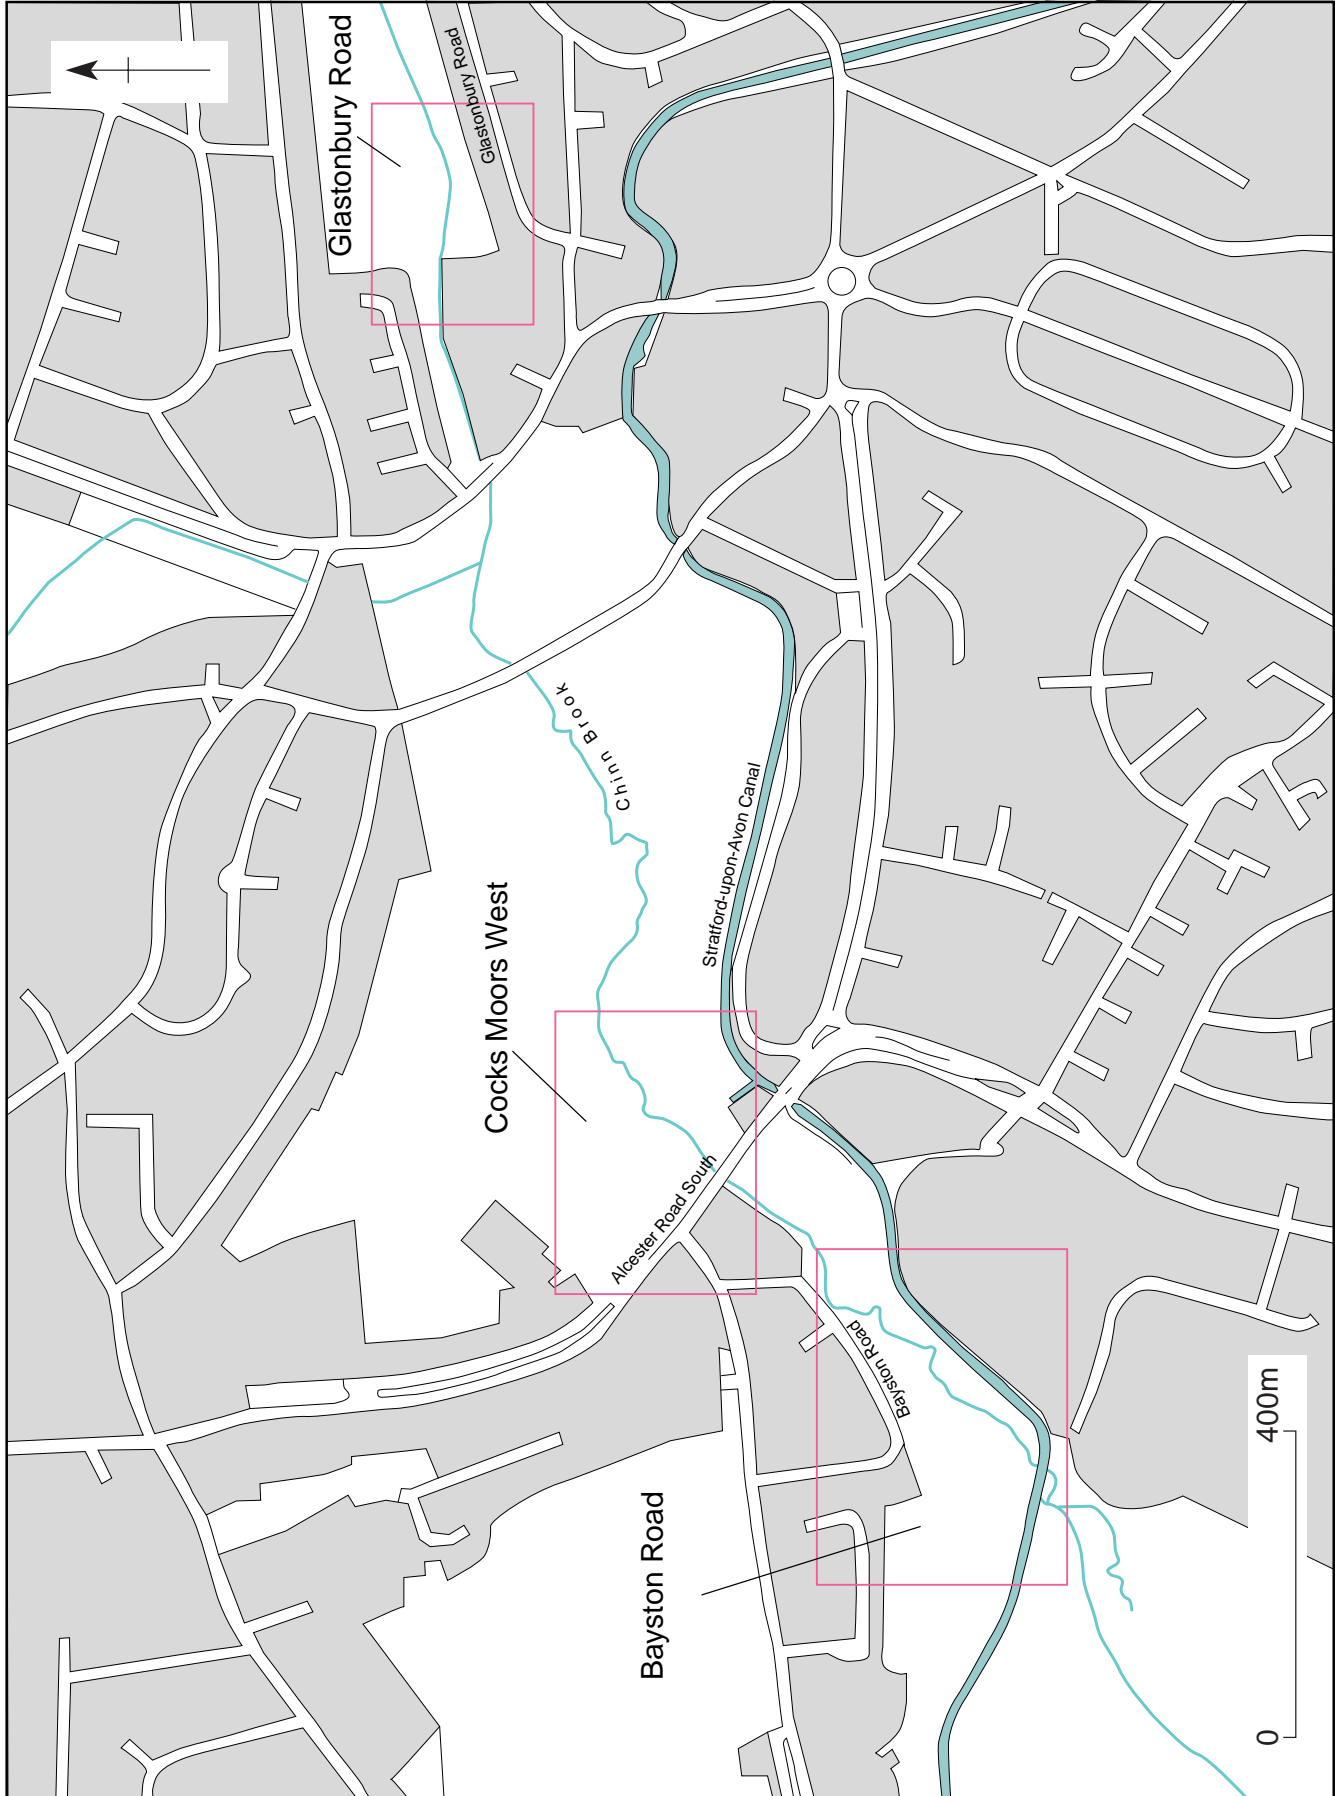 Glastonbury Road
Glastonbury Road
Chinn Brook
Cocks Moors West
Stratford-upon-Avon Canal
Alcester Road South
Bayston Road
Bayston Road
0
400m